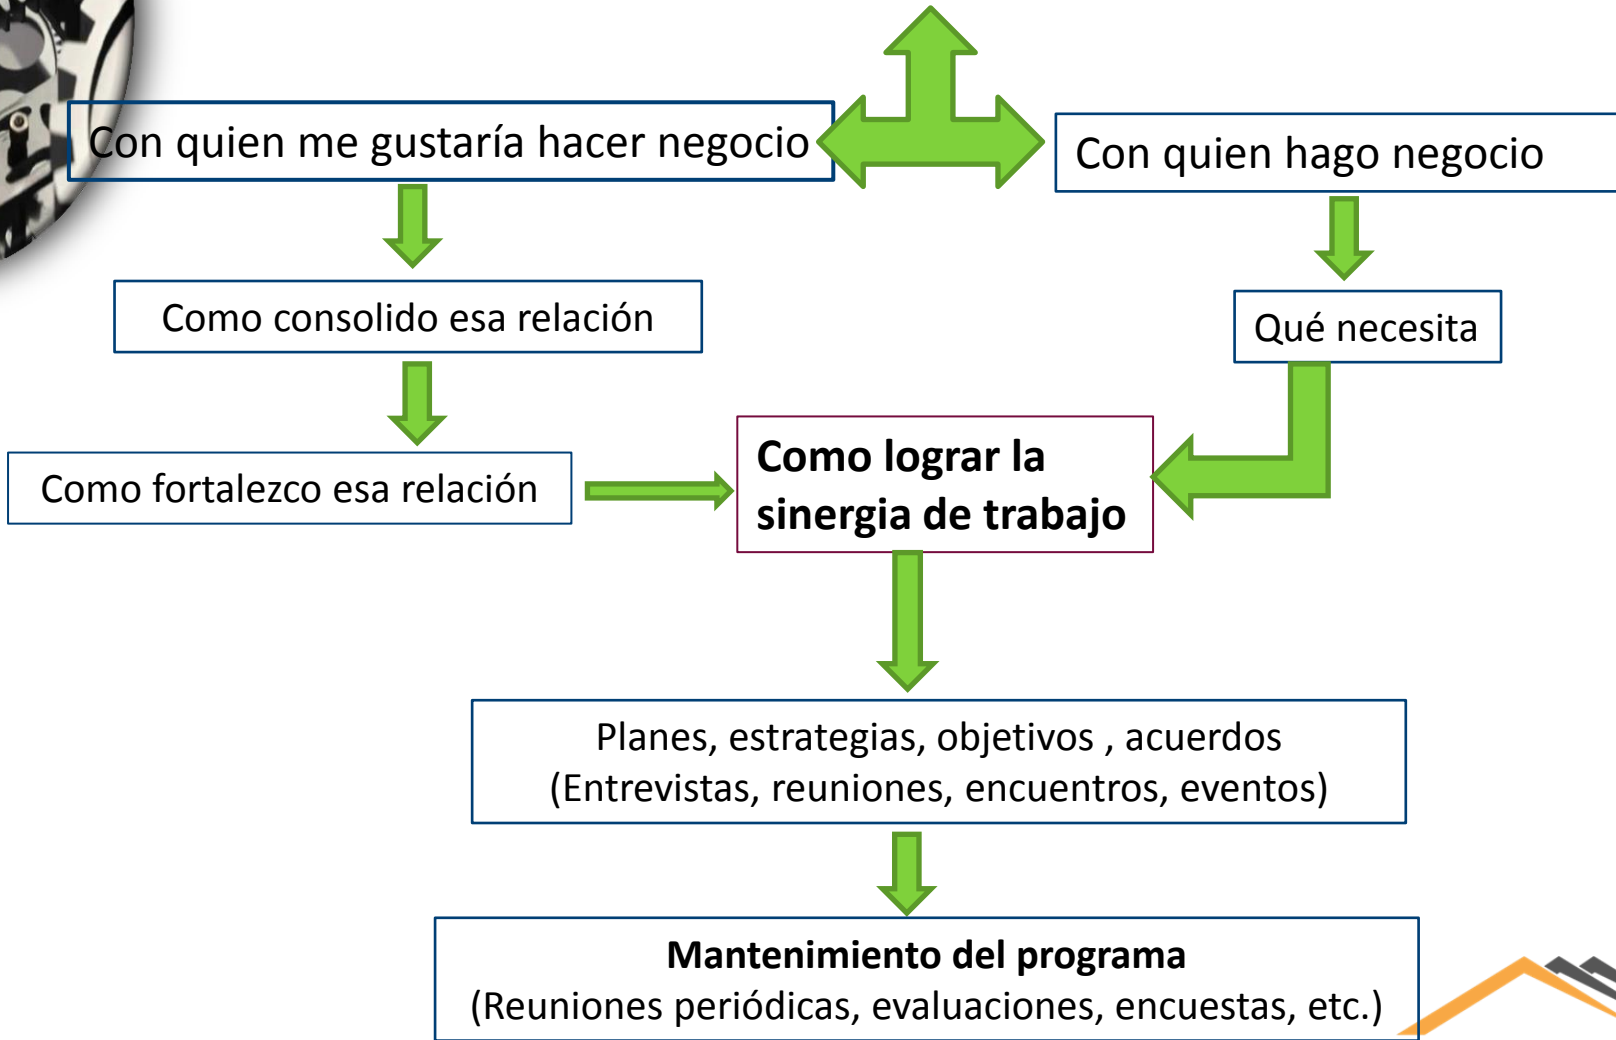 Con quien me gustaría hacer negocio
Con quien hago negocio
Como consolido esa relación
Qué necesita
Como fortalezco esa relación
Como lograr la
sinergia de trabajo
Planes, estrategias, objetivos , acuerdos
(Entrevistas, reuniones, encuentros, eventos)
Mantenimiento del programa
(Reuniones periódicas, evaluaciones, encuestas, etc.)